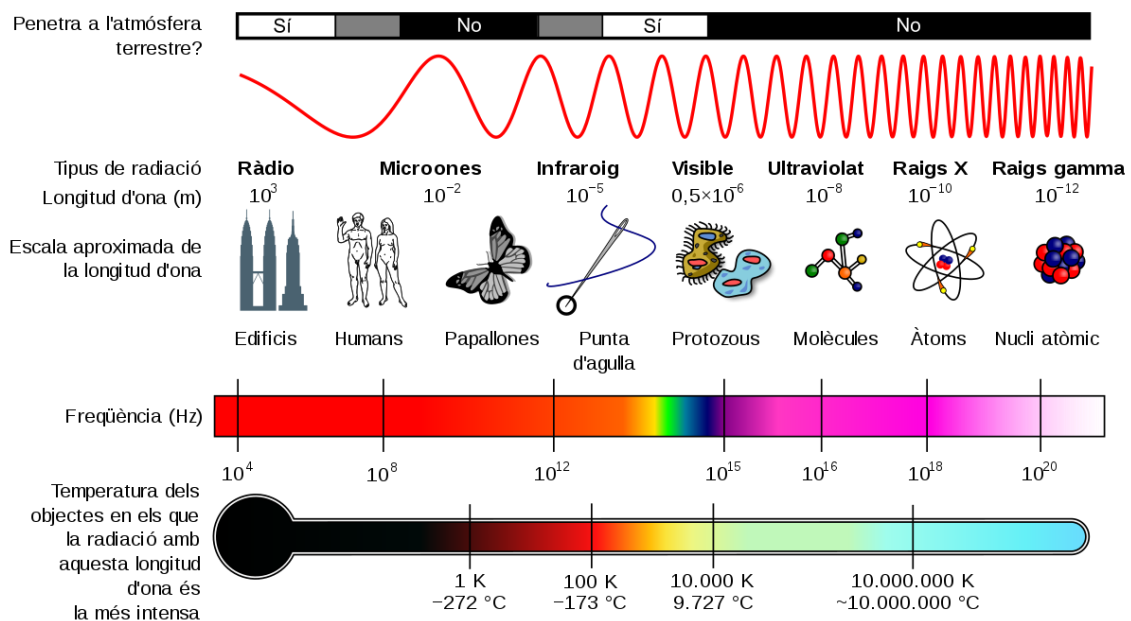 Penetra a l'atmósfera
terrestre?
Sí No Sí No
Tipus de radiació
Ràdio Microones Infraroig Visible Ultraviolat Raigs X Raigs gamma
Longitud d'ona (m)
10³ 10⁻² 10⁻⁵ 0,5×10⁻⁶ 10⁻⁸ 10⁻¹⁰ 10⁻¹²
Escala aproximada de
la longitud d'ona
Edificis Humans Papallones Punta Protozous Molècules Àtoms Nucli atòmic
d'agulla
Freqüència (Hz)
10⁴ 10⁸ 10¹² 10¹⁵ 10¹⁶ 10¹⁸ 10²⁰
Temperatura dels
objectes en els que
la radiació amb
aquesta longitud
d'ona és
la més intensa
1 K 100 K 10.000 K 10.000.000 K
−272 °C −173 °C 9.727 °C ~10.000.000 °C